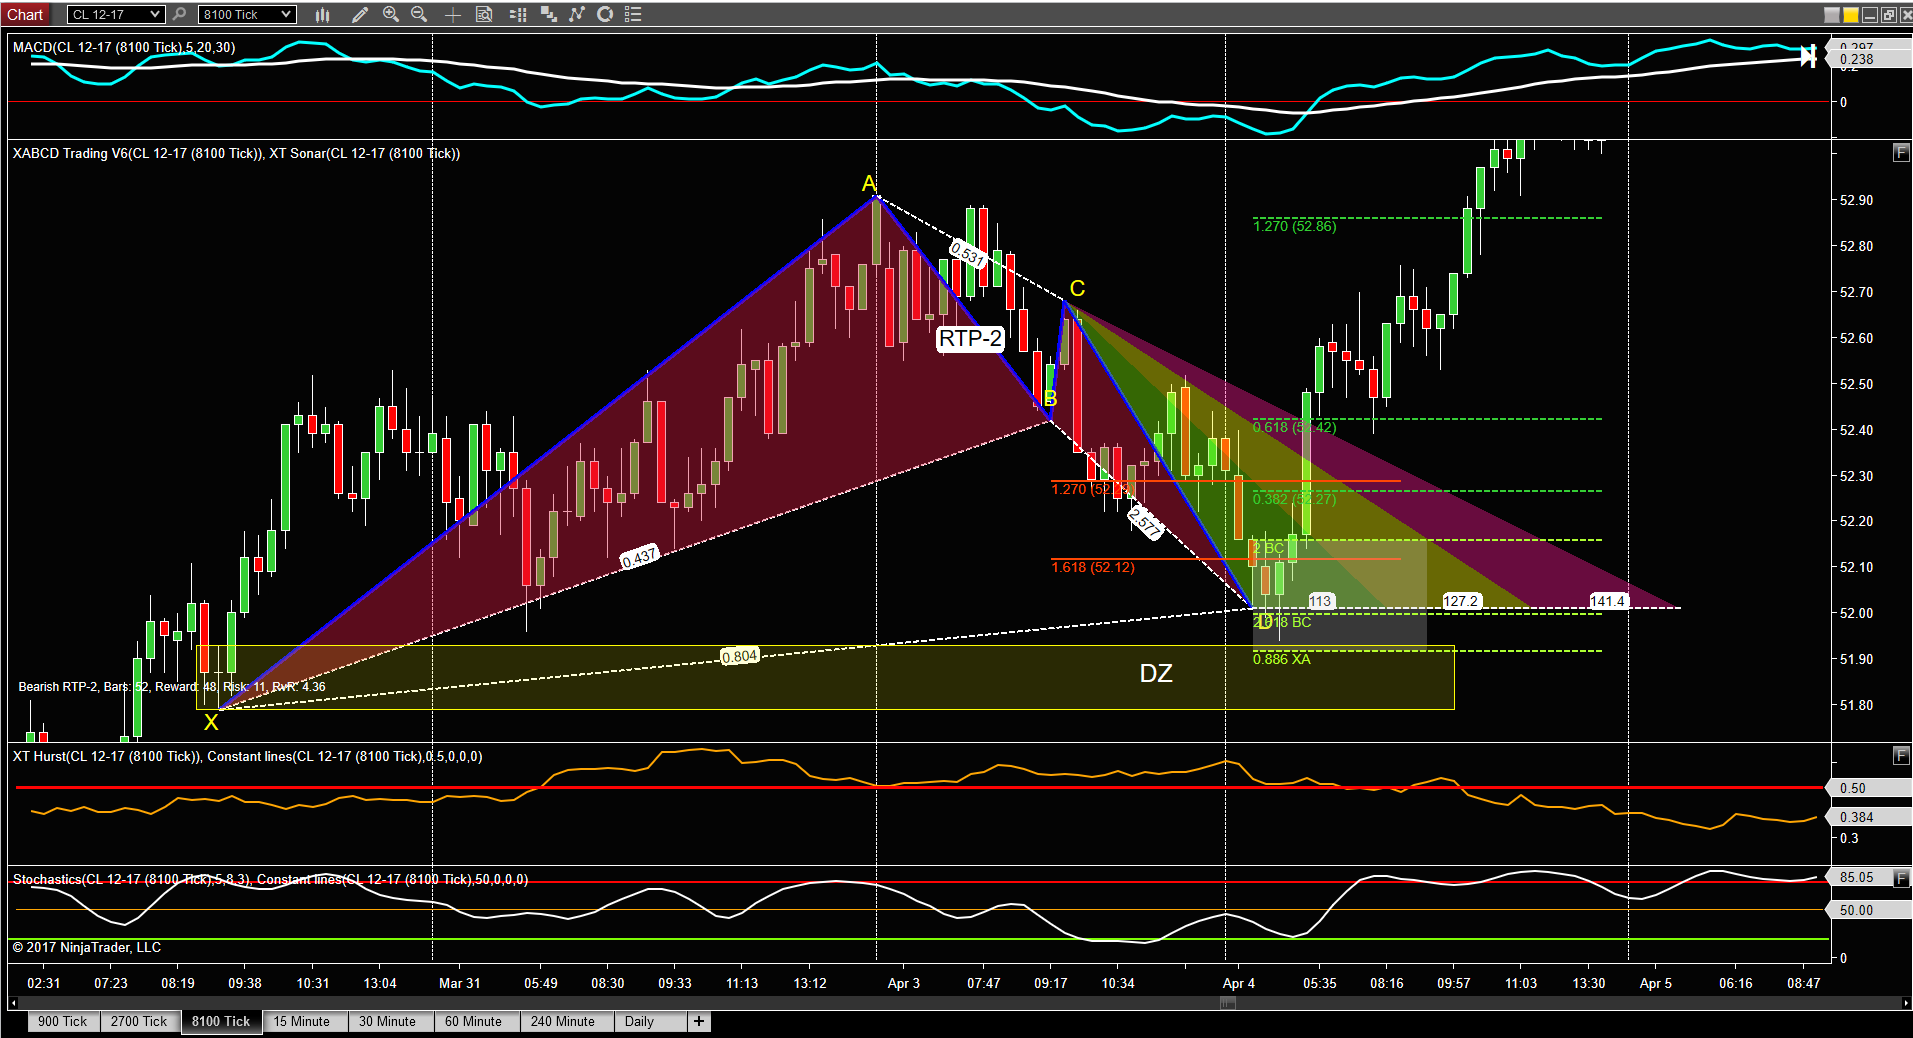 Chart
CL 12-17
8100 Tick
MACD(CL 12-17 (8100 Tick),5,20,30)
0.297
0.238
0.2
0
XABCD Trading V6(CL 12-17 (8100 Tick)), XT Sonar(CL 12-17 (8100 Tick))
F
A
52.90
1.270 (52.86)
0.531
52.80
C
52.70
RTP-2
52.60
52.50
B
0.618 (52.42)
52.40
1.270 (52.
0.382 (52.27)
52.30
2.577
52.20
2 BC
0.437
1.618 (52.12)
52.10
113
127.2
141.4
52.00
D
2.618 BC
0.804
0.886 XA
51.90
DZ
Bearish RTP-2, Bars: 52, Reward: 48, Risk: 11, RvR: 4.36
51.80
X
XT Hurst(CL 12-17 (8100 Tick)), Constant lines(CL 12-17 (8100 Tick),0.5,0,0,0)
F
0.50
0.384
0.3
Stochastics(CL 12-17 (8100 Tick),5,8,3), Constant lines(CL 12-17 (8100 Tick),50,0,0,0)
85.05
F
50.00
© 2017 NinjaTrader, LLC
0
02:31 07:23 08:19 09:38 10:31 13:04 Mar 31 05:49 08:30 09:33 11:13 13:12 Apr 3 07:47 09:17 10:34 Apr 4 05:35 08:16 09:57 11:03 13:30 Apr 5 06:16 08:47
900 Tick 2700 Tick 8100 Tick 15 Minute 30 Minute 60 Minute 240 Minute Daily +